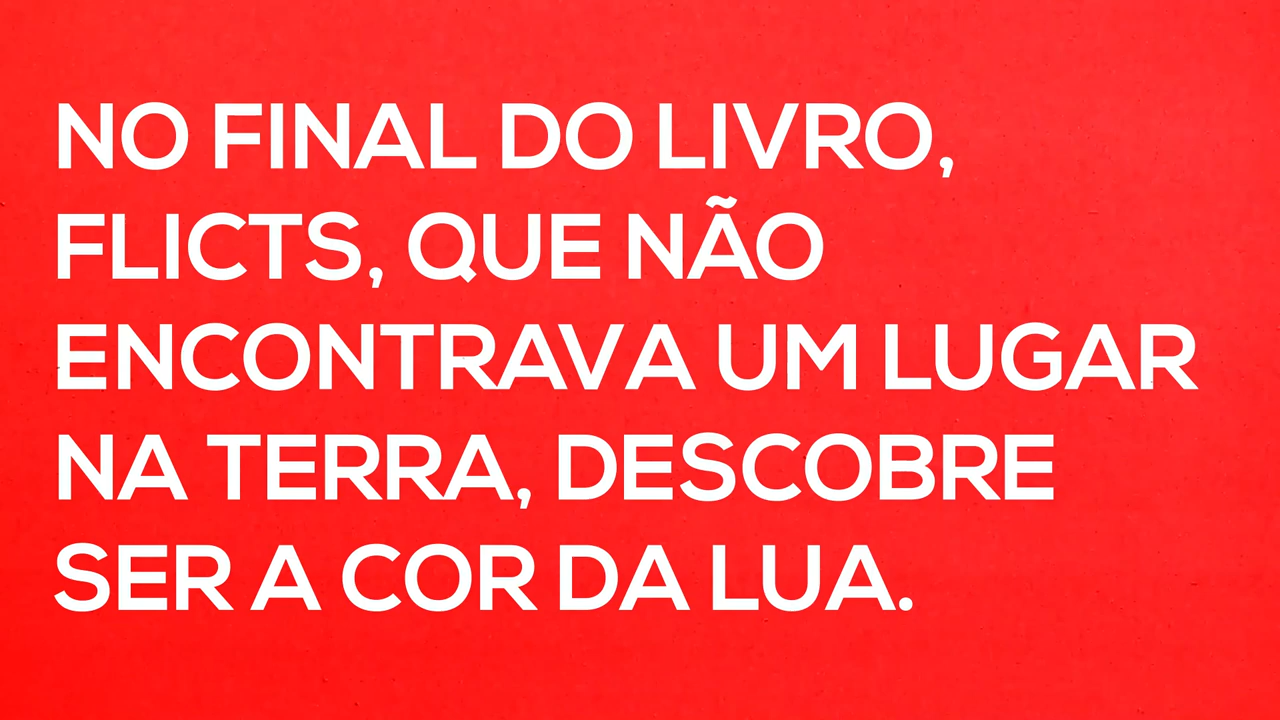 NO FINAL DO LIVRO,
FLICTS, QUE NÃO
ENCONTRAVA UM LUGAR
NA TERRA, DESCOBRE
SER A COR DA LUA.